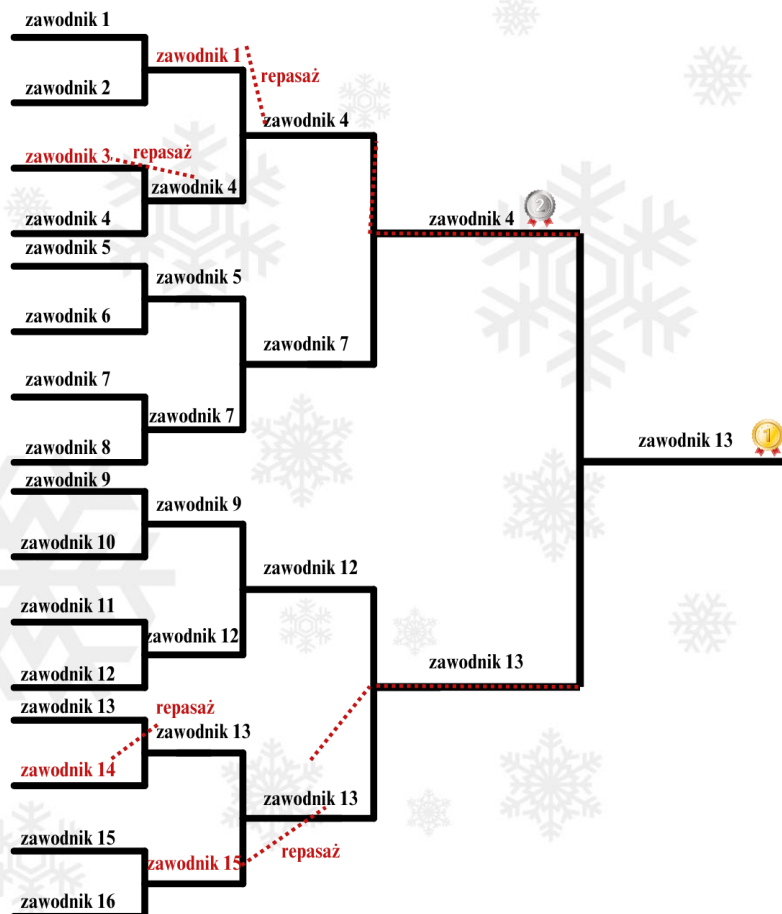 zawodnik 1
zawodnik 2
zawodnik 3
zawodnik 4
zawodnik 5
zawodnik 6
zawodnik 7
zawodnik 8
zawodnik 9
zawodnik 10
zawodnik 11
zawodnik 12
zawodnik 13
zawodnik 14
zawodnik 15
zawodnik 16
zawodnik 1
repasaż
zawodnik 4
zawodnik 5
zawodnik 7
zawodnik 9
zawodnik 12
repasaż
zawodnik 13
zawodnik 15
repasaż
zawodnik 4
zawodnik 7
zawodnik 12
zawodnik 13
repasaż
zawodnik 4
2
zawodnik 13
zawodnik 13
1